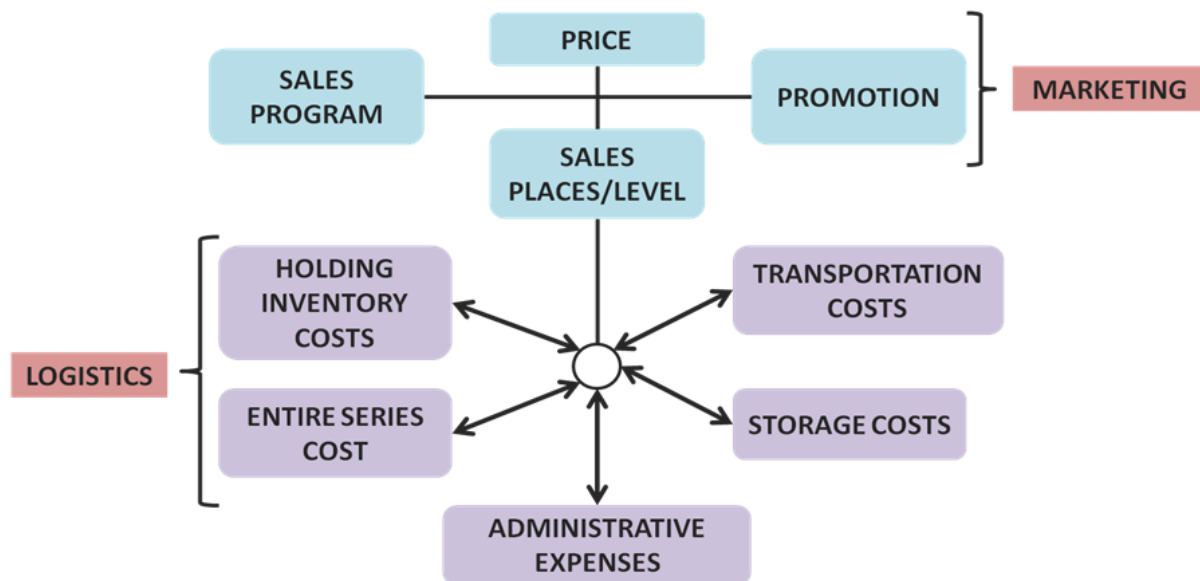 PRICE
SALES
PROGRAM
PROMOTION
MARKETING
SALES
PLACES/LEVEL
HOLDING
INVENTORY
COSTS
TRANSPORTATION
COSTS
LOGISTICS
ENTIRE SERIES
COST
STORAGE COSTS
ADMINISTRATIVE
EXPENSES